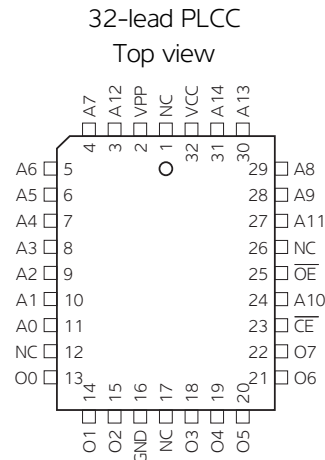 32-lead PLCC
Top view
A7 A12 VPP NC VCC A14 A13
4 3 2 1 32 31 30
A6 5 29 A8
A5 6 28 A9
A4 7 27 A11
A3 8 26 NC
A2 9 25 OE
A1 10 24 A10
A0 11 23 CE
NC 12 22 O7
O0 13 21 O6
14 15 16 17 18 19 20
O1 O2 GND NC O3 O4 O5